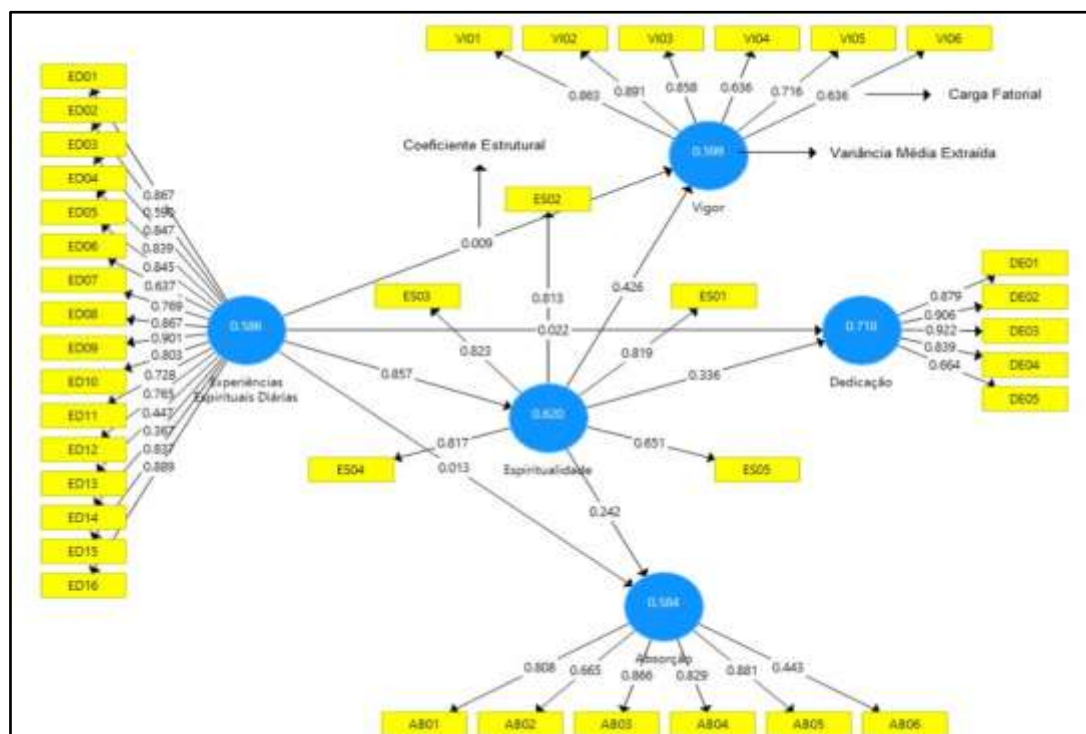 VI01 VI02 VI03 VI04 VI05 VI06
0.863 0.891 0.858 0.636 0.716 0.636
Carga Fatorial
Coeficiente Estrutural
Variância Média Extraída
Vigor
ED01
ED02
ED03
ED04
ED05
ED06
ED07
ED08
ED09
ED10
ED11
ED12
ED13
ED14
ED15
ED16
0.867
0.590
0.847
0.839
0.845
0.637
0.769
0.867
0.901
0.803
0.728
0.765
0.447
0.367
0.837
0.889
Experiências
Espirituais Diárias
0.009
0.022
0.857
0.013
ES02
0.813
ES03
0.823
ES01
0.819
ES04
0.817
ES05
0.651
0.620
Espiritualidade
0.426
0.336
0.242
0.718
Dedicação
DE01
DE02
DE03
DE04
DE05
0.879
0.906
0.922
0.839
0.664
0.584
Absorção
0.808 0.665 0.866 0.829 0.881 0.443
AB01 AB02 AB03 AB04 AB05 AB06